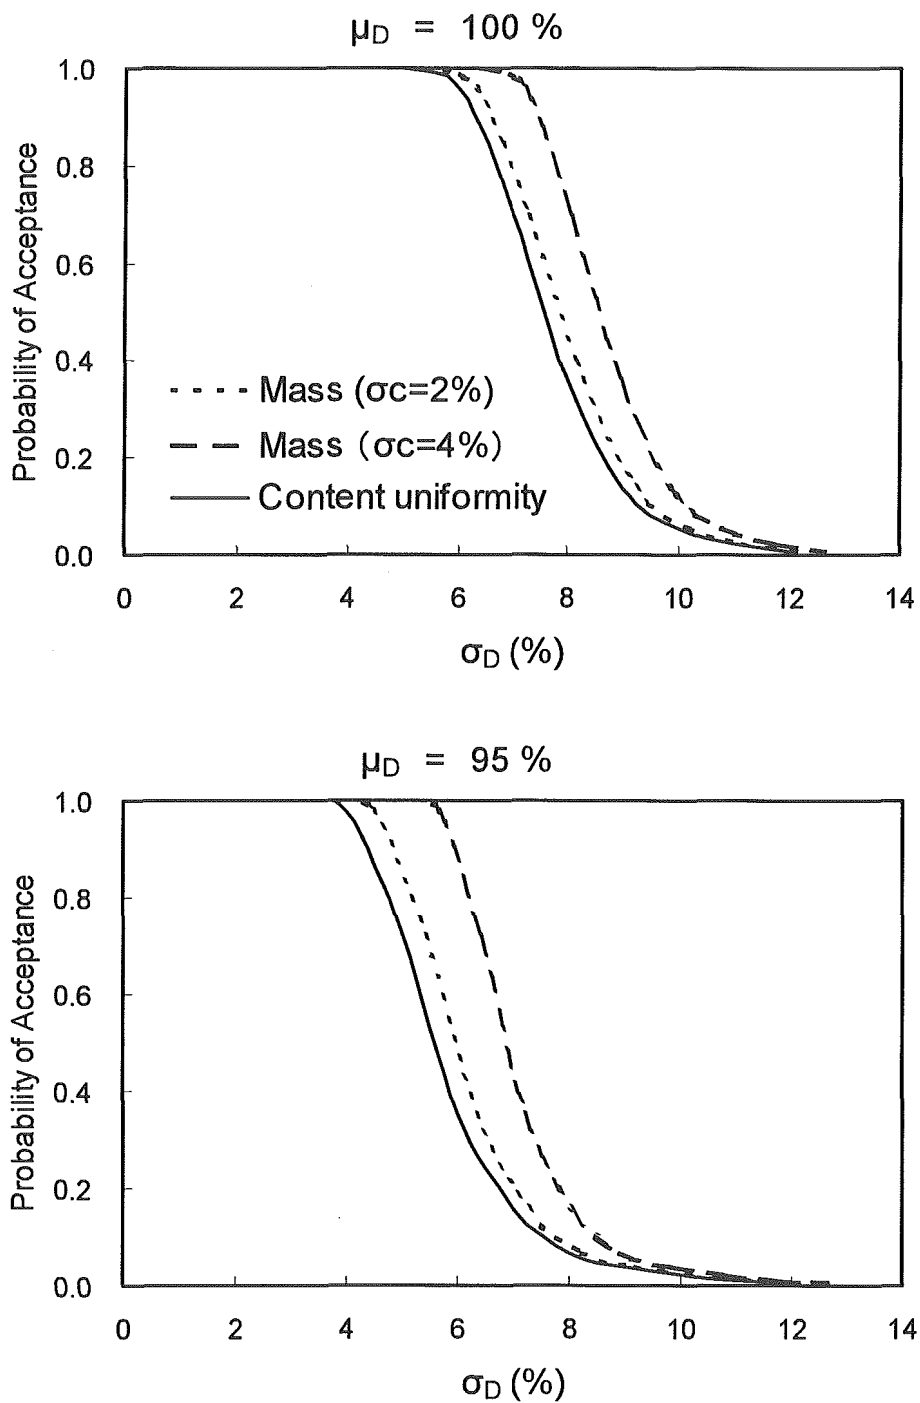 μD = 100 %
1.0
0.8
0.6
0.4
0.2
0.0
Probability of Acceptance
Mass (σc=2%)
Mass (σc=4%)
Content uniformity
0 2 4 6 8 10 12 14
σD (%)
μD = 95 %
1.0
0.8
0.6
0.4
0.2
0.0
Probability of Acceptance
0 2 4 6 8 10 12 14
σD (%)